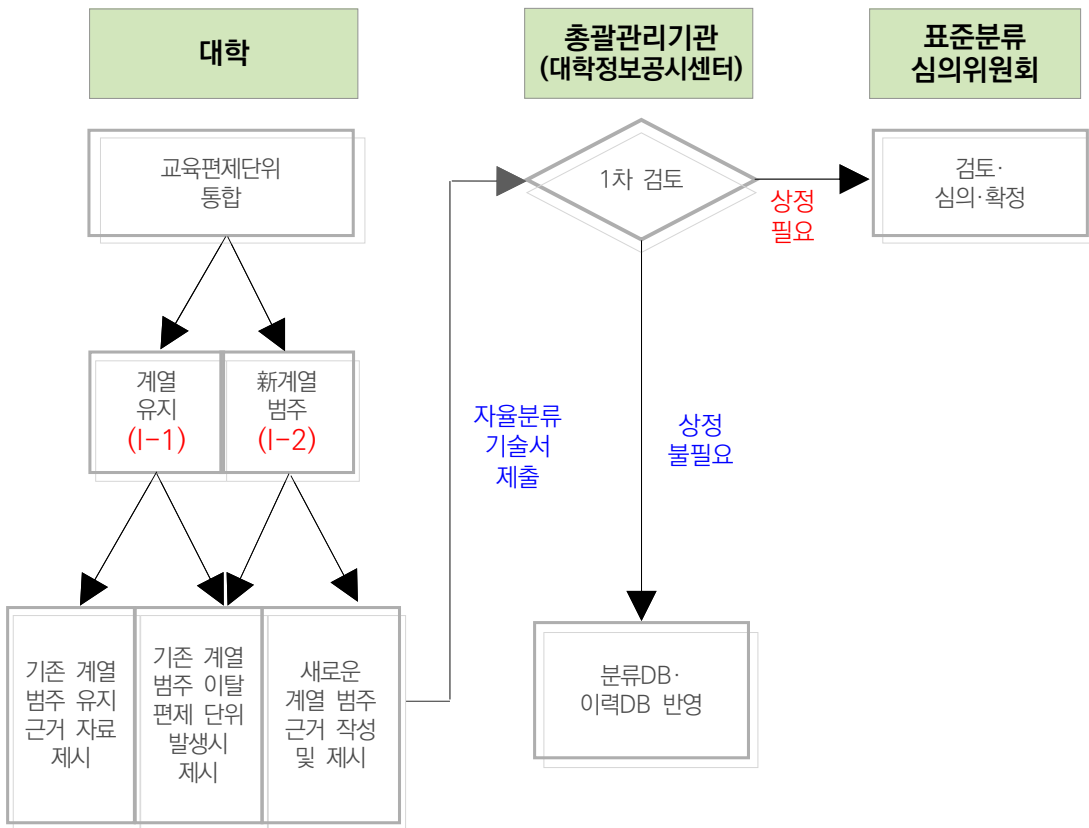 대학
총괄관리기관
(대학정보공시센터)
표준분류
심의위원회
교육편제단위
통합
1차 검토
상정
필요
검토·
심의·확정
계열
유지
(Ⅰ-1)
新계열
범주
(Ⅰ-2)
자율분류
기술서
제출
상정
불필요
기존 계열
범주 유지
근거 자료
제시
기존 계열
범주 이탈
편제 단위
발생시
제시
새로운
계열 범주
근거 작성
및 제시
분류DB·
이력DB 반영